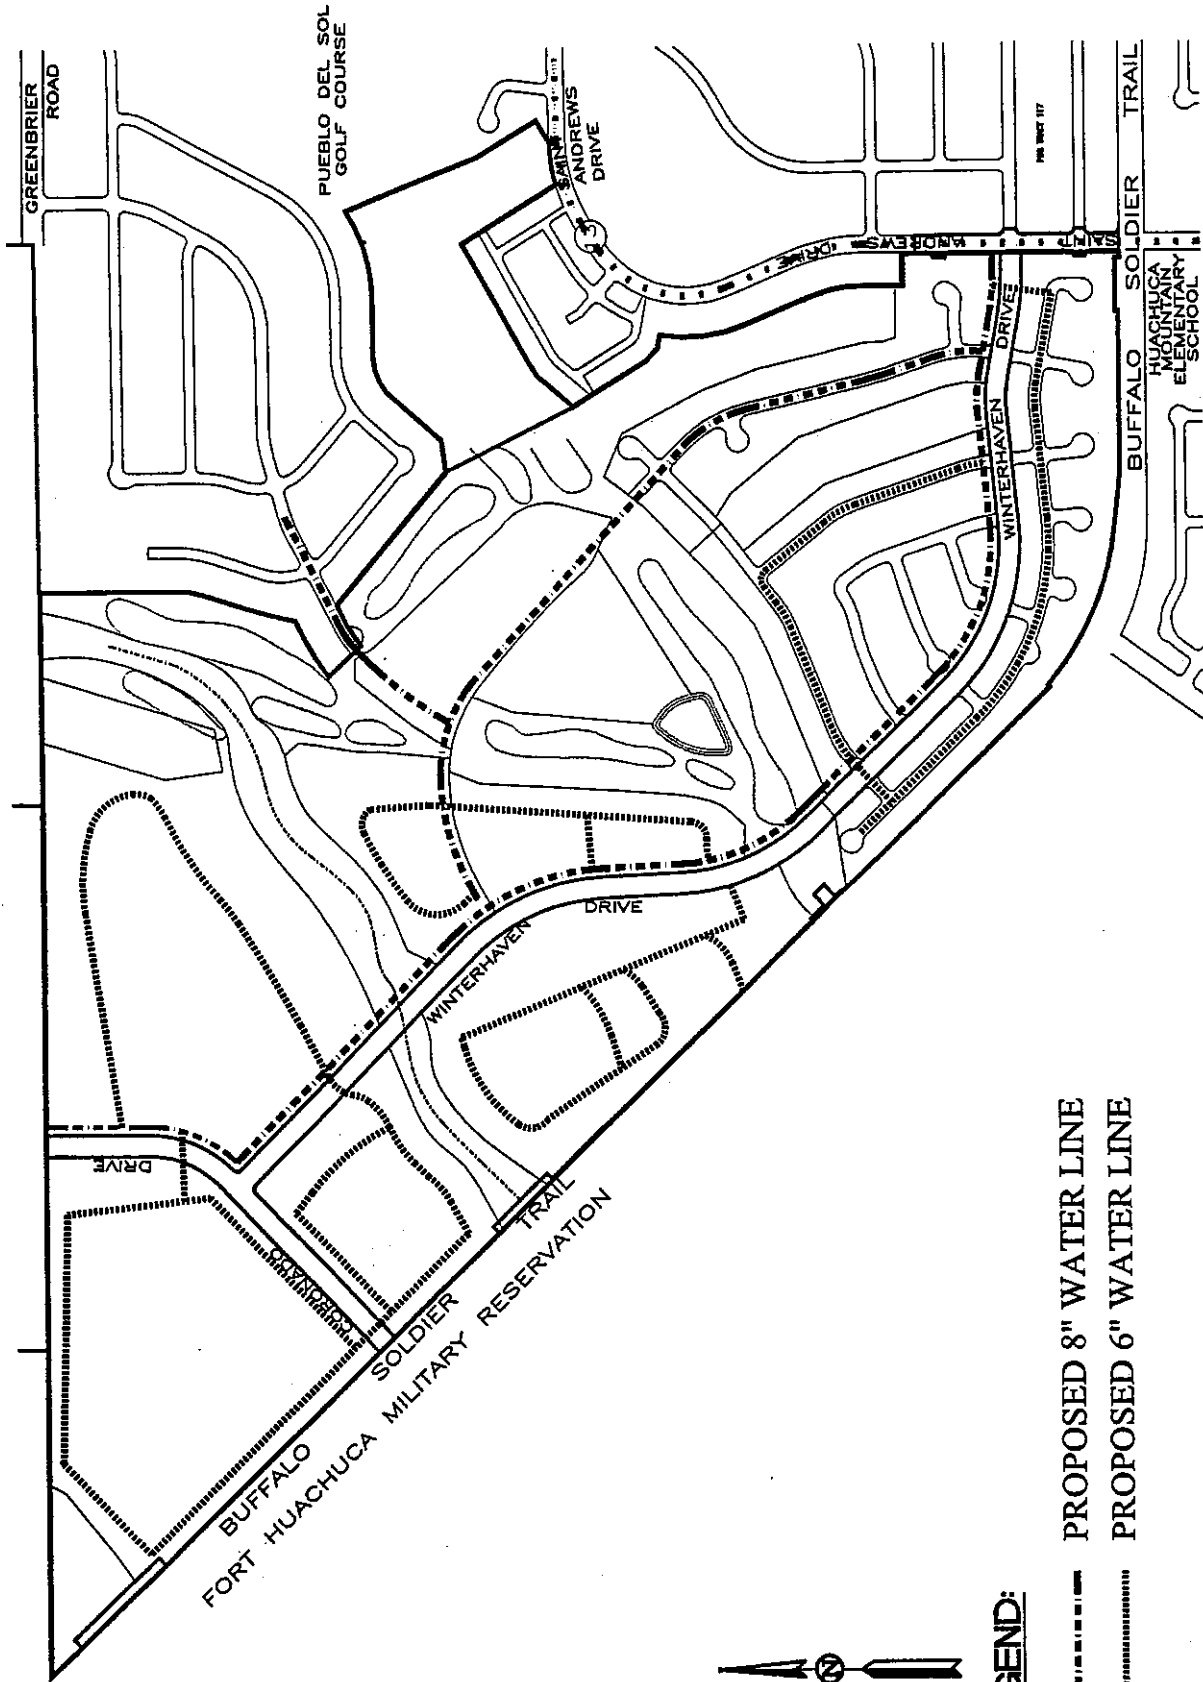 GREENBRIER
ROAD
PUEBLO DEL SOL
GOLF COURSE
SAINT
ANDREWS
DRIVE
3
DRIVE
ANDREWS
SAINT
BUFFALO SOLDIER TRAIL
HUACHUCA
MOUNTAIN
ELEMENTARY
SCHOOL
WINTERHAVEN DRIVE
WINTERHAVEN
DRIVE
DRIVE
CORONADO
BUFFALO SOLDIER TRAIL
FORT HUACHUCA MILITARY RESERVATION
N
GEND:
PROPOSED 8" WATER LINE
PROPOSED 6" WATER LINE